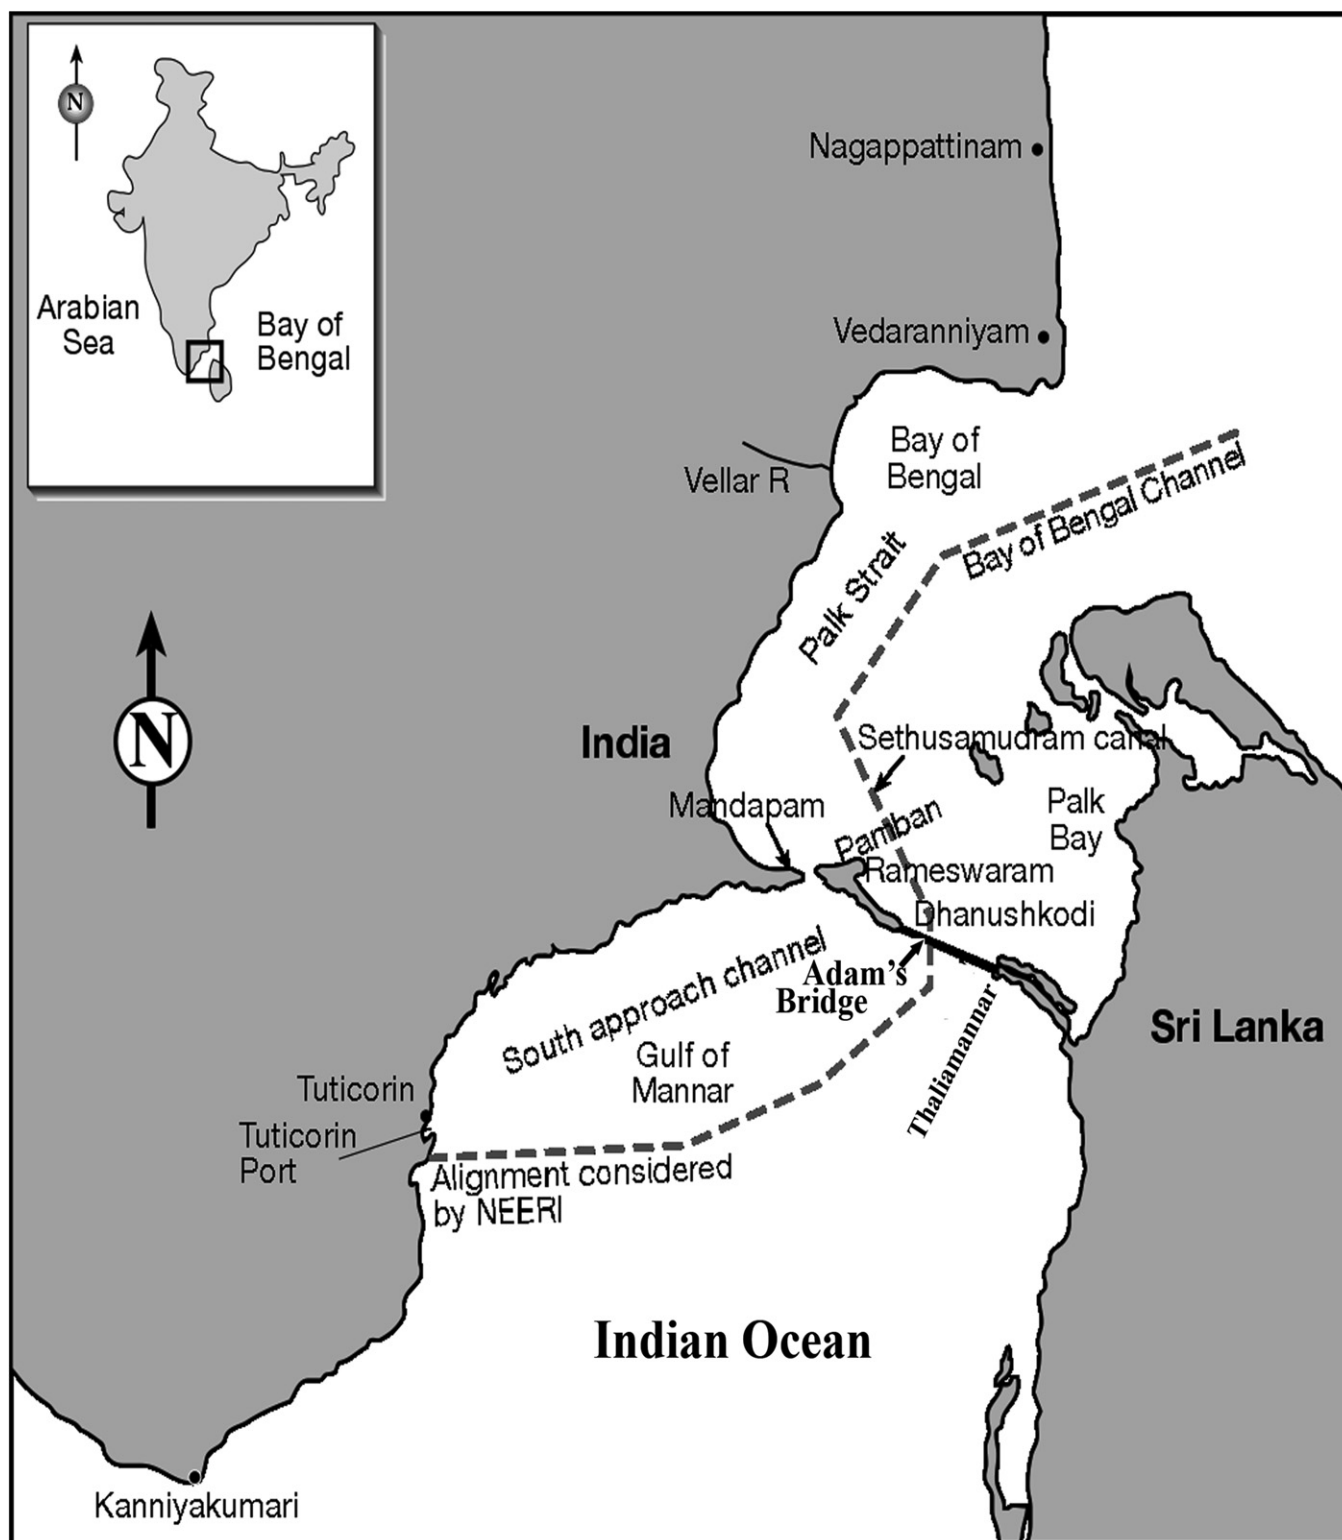 N
Arabian
Sea
Bay of
Bengal
Nagappattinam
Vedaranniyam
Bay of
Bengal
Vellar R
Bay of Bengal Channel
Palk Strait
N
India
Sethusamudram canal
Mandapam
Palk
Bay
Pamban
Rameswaram
Dhanushkodi
South approach channel
Adam's
Bridge
Thaliamannar
Sri Lanka
Gulf of
Mannar
Tuticorin
Tuticorin
Port
Alignment considered
by NEERI
Indian Ocean
Kanniyakumari